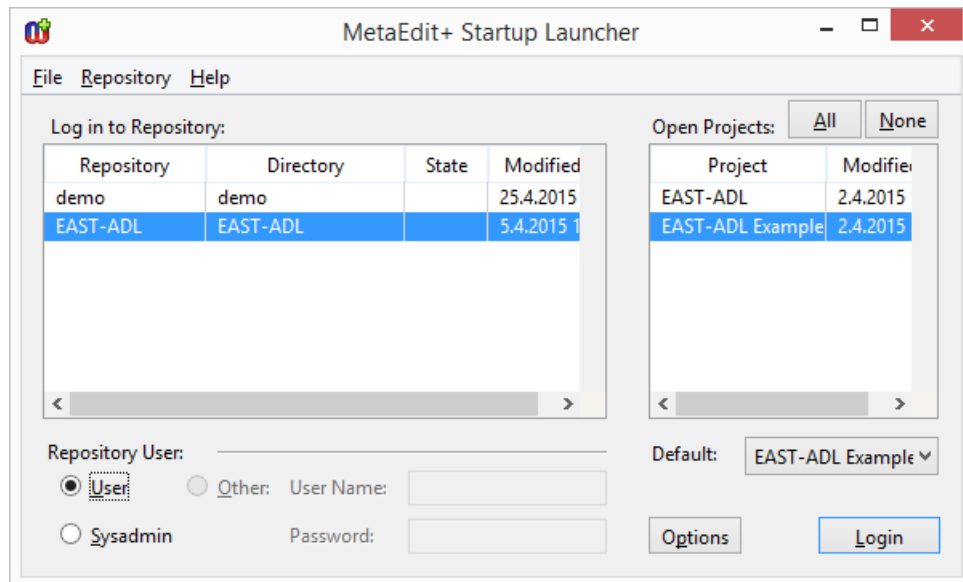 MetaEdit+ Startup Launcher
File Repository Help
Log in to Repository:
Open Projects: All None
Repository Directory State Modified
Project Modified
demo demo 25.4.2015
EAST-ADL 2.4.2015
EAST-ADL EAST-ADL 5.4.2015 1
EAST-ADL Example 2.4.2015
Repository User:
Default: EAST-ADL Example
User Other: User Name:
Sysadmin Password:
Options Login